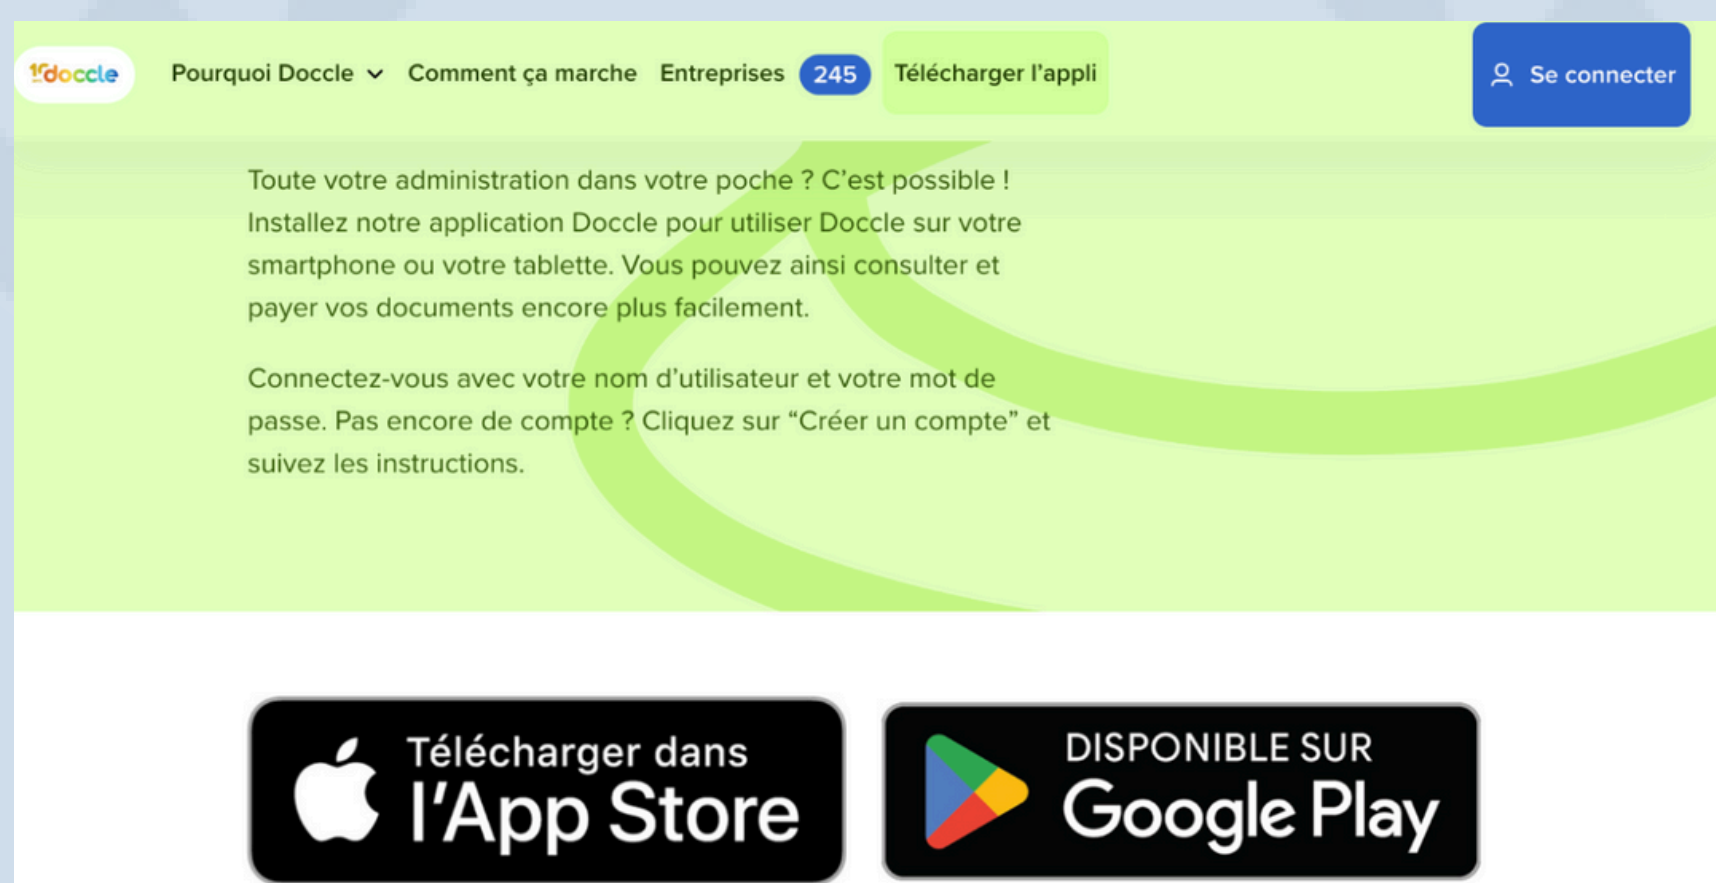 doccle
Pourquoi Doccle
Comment ça marche
Entreprises 245
Télécharger l'appli
Se connecter
Toute votre administration dans votre poche ? C'est possible !
Installez notre application Doccle pour utiliser Doccle sur votre
smartphone ou votre tablette. Vous pouvez ainsi consulter et
payer vos documents encore plus facilement.
Connectez-vous avec votre nom d'utilisateur et votre mot de
passe. Pas encore de compte ? Cliquez sur “Créer un compte” et
suivez les instructions.
Télécharger dans
l'App Store
DISPONIBLE SUR
Google Play